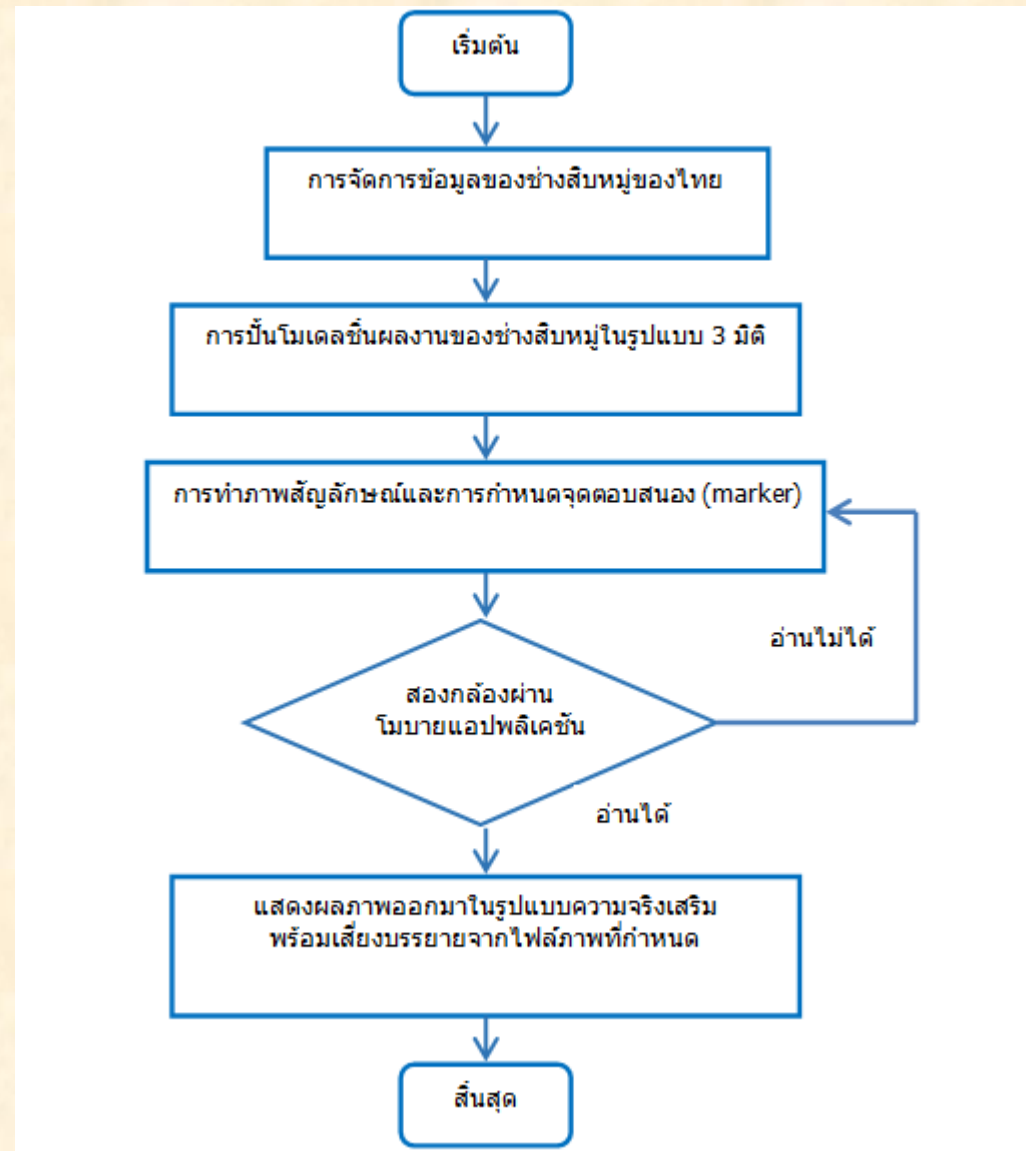 เริ่มต้น
การจัดการข้อมูลของช่างสิบหมู่ของไทย
การปั้นโมเดลชิ้นผลงานของช่างสิบหมู่ในรูปแบบ 3 มิติ
การทำภาพสัญลักษณ์และการกำหนดจุดตอบสนอง (marker)
อ่านไม่ได้
สองกล้องผ่าน
โมบายแอปพลิเคชั่น
อ่านได้
แสดงผลภาพออกมาในรูปแบบความจริงเสริม
พร้อมเสียงบรรยายจากไฟล์ภาพที่กำหนด
สิ้นสุด